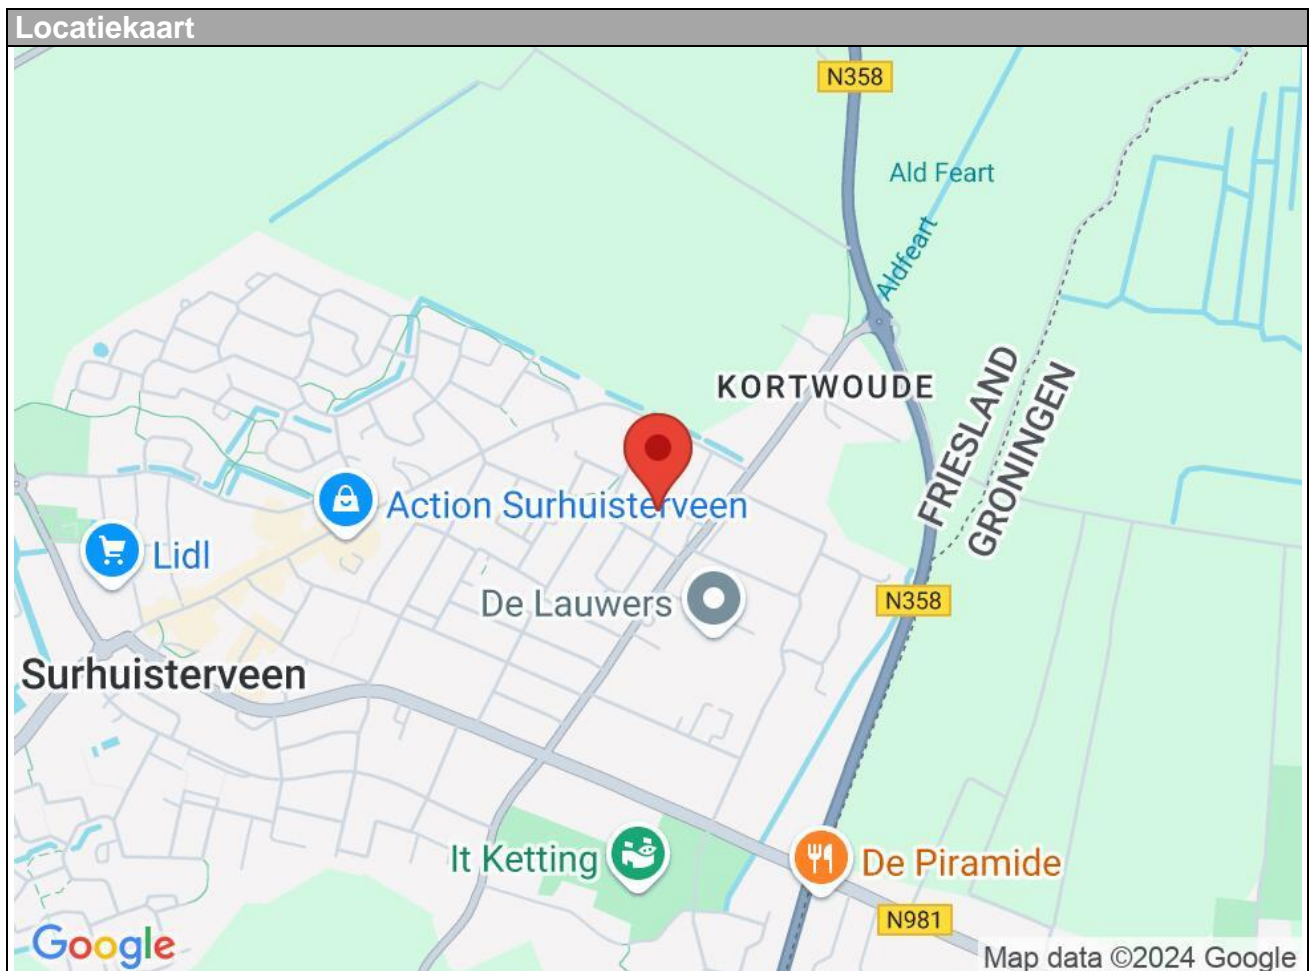 Locatiekaart
N358
Ald Feart
Aldfeart
KORTWOUDE
FRIESLAND
GRONINGEN
Action Surhuisterveen
Lidl
De Lauwers
N358
Surhuisterveen
It Ketting
De Piramide
N981
Google
Map data ©2024 Google